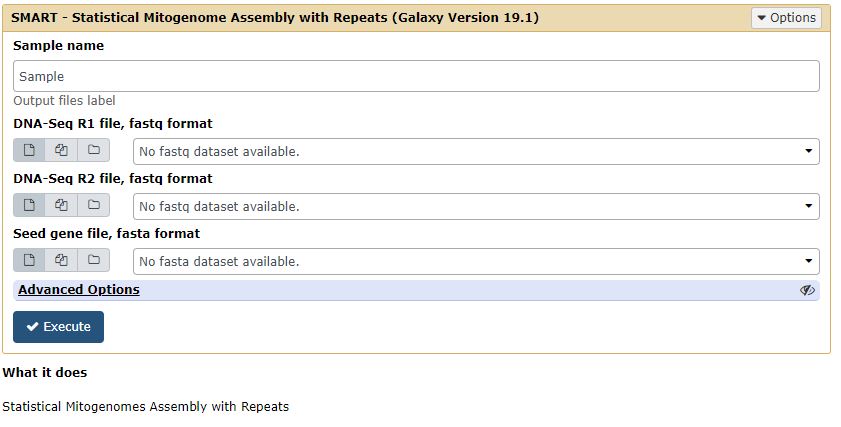 SMART - Statistical Mitogenome Assembly with Repeats (Galaxy Version 19.1)
Options
Sample name
Sample
Output files label
DNA-Seq R1 file, fastq format
No fastq dataset available.
DNA-Seq R2 file, fastq format
No fastq dataset available.
Seed gene file, fasta format
No fasta dataset available.
Advanced Options
Execute
What it does
Statistical Mitogenomes Assembly with Repeats